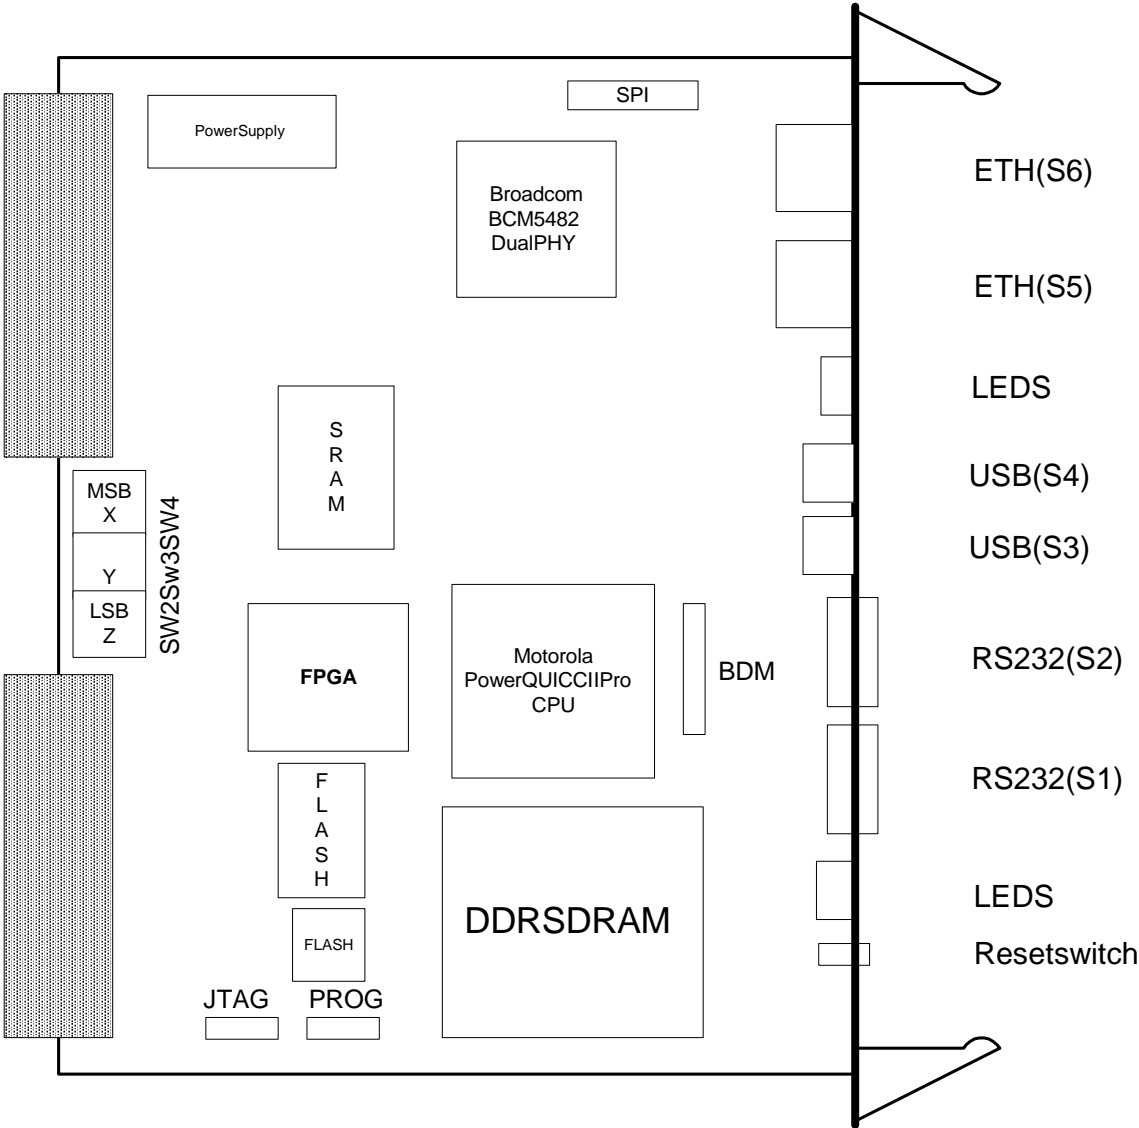 SPI
PowerSupply
Broadcom
BCM5482
DualPHY
ETH(S6)
ETH(S5)
LEDS
S
R
A
M
USB(S4)
MSB
X
Y
LSB
Z
SW2Sw3SW4
USB(S3)
FPGA
Motorola
PowerQUICCIIPro
CPU
BDM
RS232(S2)
RS232(S1)
F
L
A
S
H
DDRSDRAM
LEDS
FLASH
Resetswitch
JTAG
PROG